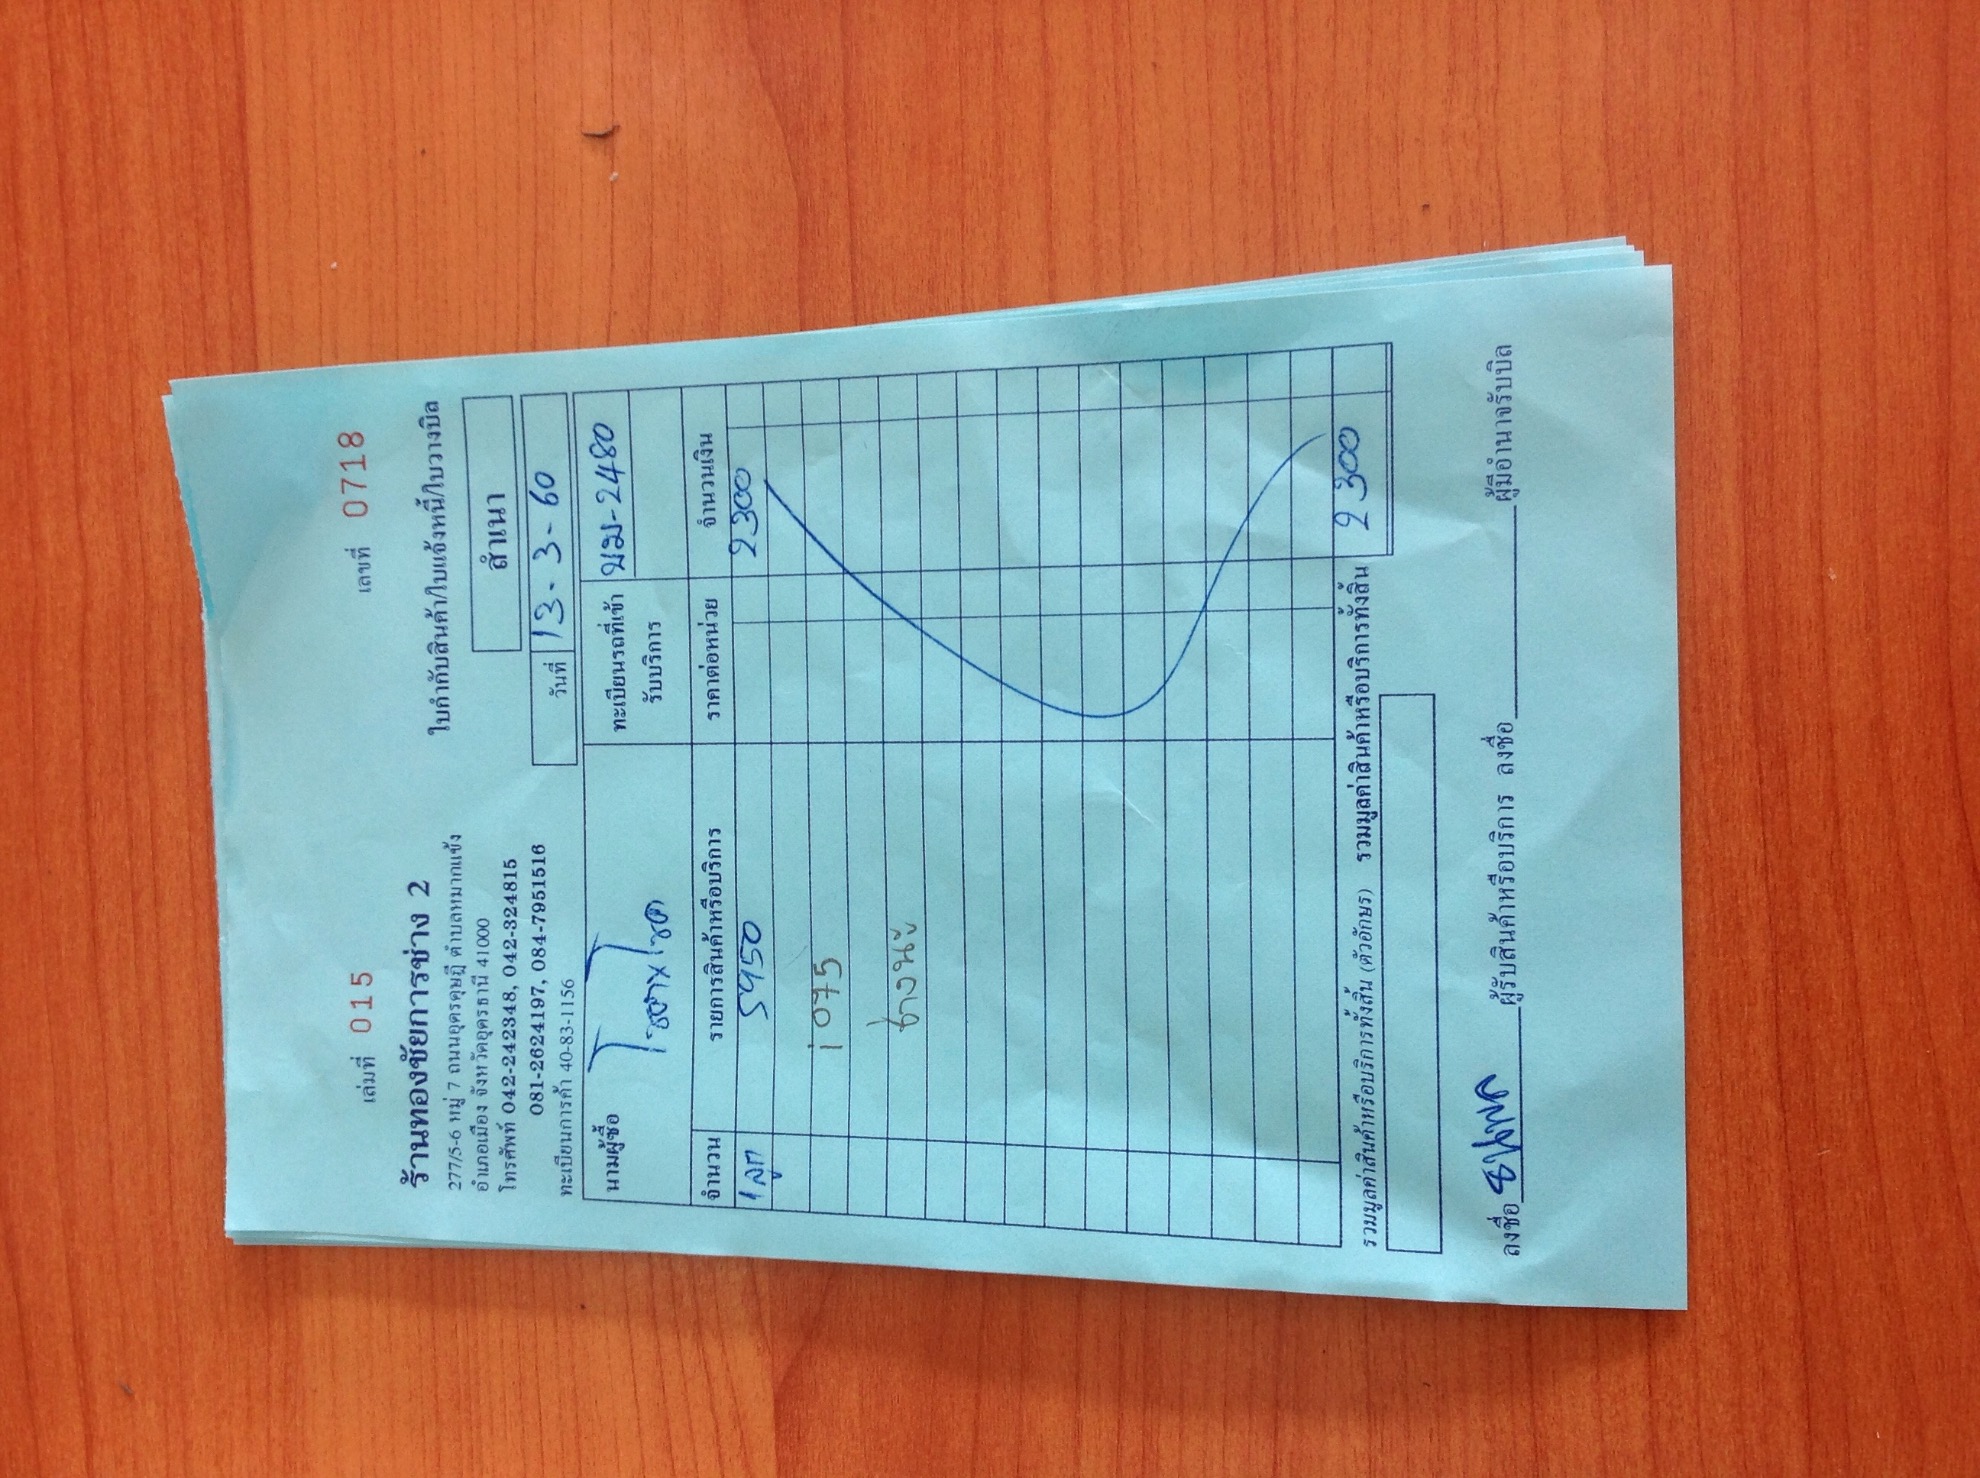 เล่มที่ 015 เลขที่ 0718
ร้านทองชัยการช่าง 2 ใบกำกับสินค้า/ใบแจ้งหนี้/ใบวางบิล
277/5-6 หมู่ 7 ถนนอุดรดุษฎี ตำบลหมากแข้ง
อำเภอเมือง จังหวัดอุดรธานี 41000 สำเนา
โทรศัพท์ 042-242348, 042-324815
081-2624197, 084-7951516 วันที่ 13-3-60
ทะเบียนการค้า 40-83-1156
นามผู้ซื้อ ทะเบียนรถที่เข้ารับบริการ 2480
จำนวน รายการสินค้าหรือบริการ ราคาต่อหน่วย จำนวนเงิน
1 ลูก 2300
075
ช่างนะ
รวมมูลค่าสินค้าหรือบริการทั้งสิ้น (ตัวอักษร) รวมมูลค่าสินค้าหรือบริการทั้งสิ้น 2300
ลงชื่อ ผู้รับสินค้าหรือบริการ ลงชื่อ ผู้มีอำนาจรับบิล